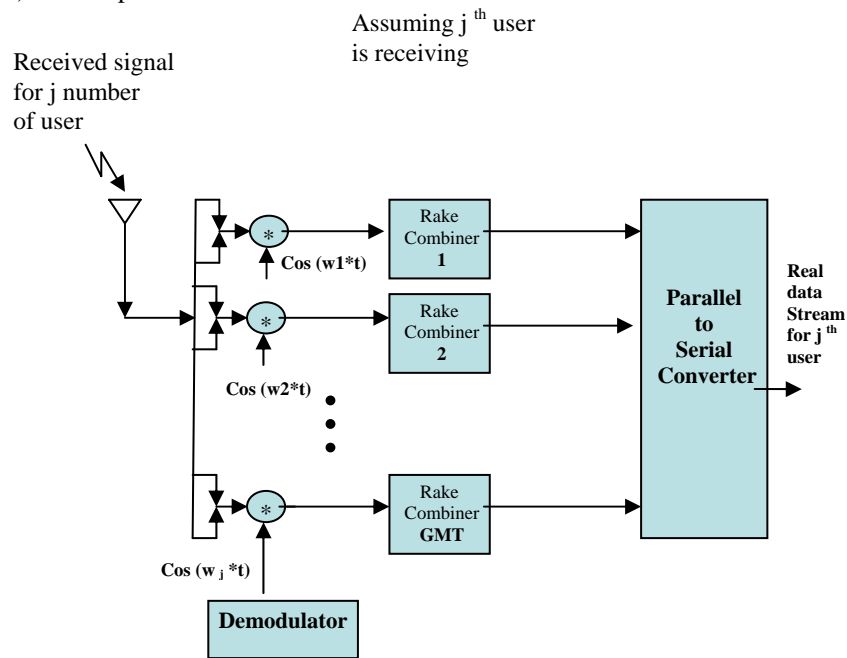 Assuming j th user
is receiving
Received signal
for j number
of user
*
Cos (w1*t)
Rake
Combiner
1
*
Cos (w2*t)
Rake
Combiner
2
*
Cos (w j *t)
Rake
Combiner
GMT
Demodulator
Parallel
to
Serial
Converter
Real
data
Stream
for j th
user